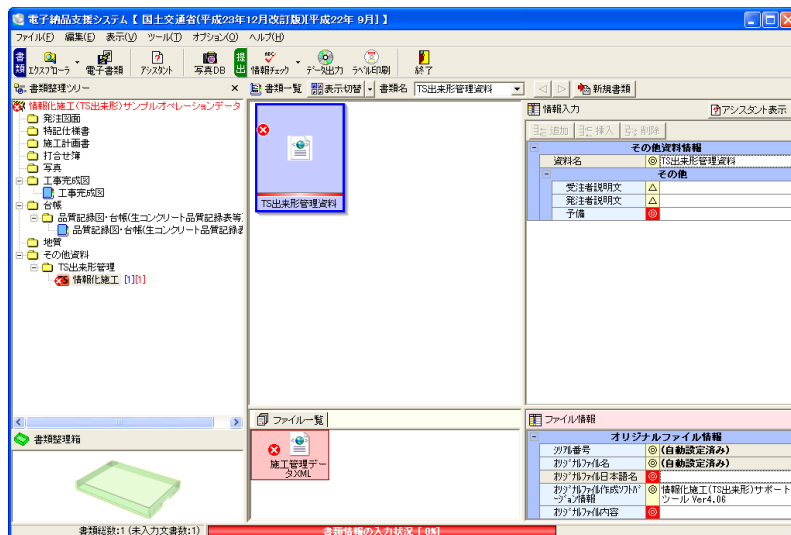 電子納品支援システム【 国土交通省(平成23年12月改訂版)[平成22年 9月] 】
ファイル(F) 編集(E) 表示(V) ツール(T) オプション(O) ヘルプ(H)
書類 エクスプローラ 電子書類 アシスタント 写真DB 提出 情報チェック データ出力 ラベル印刷 終了
書類整理ツリー × 書類一覧 表示切替 書類名 TS出来形管理資料 新規書類
情報化施工(TS出来形)サンプルオペレーションデータ
発注図面
特記仕様書
施工計画書
打合せ簿
写真
工事完成図
工事完成図
台帳
品質記録図・台帳(生コンクリート品質記録表等
品質記録図・台帳(生コンクリート品質記録表
地質
その他資料
TS出来形管理
情報化施工 [1][1]
TS出来形管理資料
情報入力 アシスタント表示
追加 挿入 削除
その他資料情報
資料名 ◎ TS出来形管理資料
その他
受注者説明文 △
発注者説明文 △
予備 ◎
書類整理箱
ファイル一覧
施工管理データXML
ファイル情報
オリジナルファイル情報
シリアル番号 ◎ (自動設定済み)
オリジナルファイル名 ◎ (自動設定済み)
オリジナルファイル日本語名 ◎
オリジナルファイル作成ソフトバージョン情報 ◎ 情報化施工(TS出来形)サポートツール Ver4.06
オリジナルファイル内容 ◎
書類総数:1 (未入力文書数:1) 書類情報の入力状況 [ 0%]